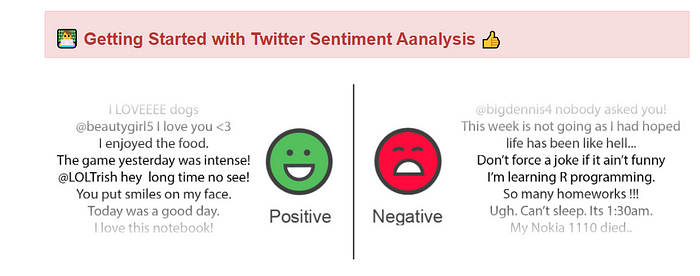 Getting Started with Twitter Sentiment Aanalysis
I LOVEEEE dogs
@beautygirl5 I love you <3
I enjoyed the food.
The game yesterday was intense!
@LOLTrish hey  long time no see!
You put smiles on my face.
Today was a good day.
I love this notebook!
Positive
Negative
@bigdennis4 nobody asked you!
This week is not going as I had hoped
life has been like hell...
Don't force a joke if it ain't funny
I'm learning R programming.
So many homeworks !!!
Ugh. Can't sleep. Its 1:30am.
My Nokia 1110 died..